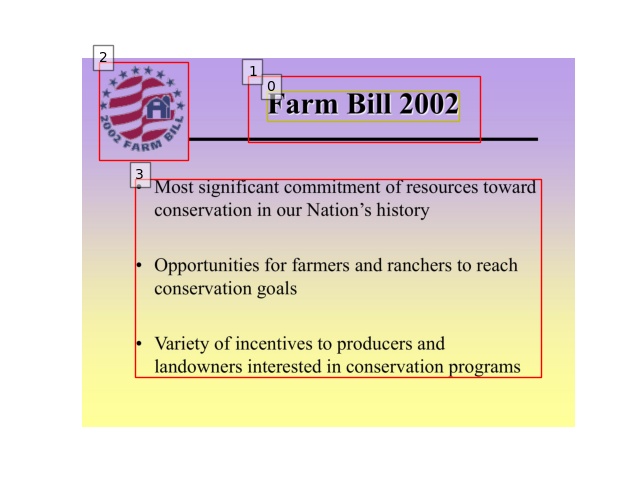 2
1
0
Farm Bill 2002
2002 FARM BILL
3
• Most significant commitment of resources toward
conservation in our Nation’s history
• Opportunities for farmers and ranchers to reach
conservation goals
• Variety of incentives to producers and
landowners interested in conservation programs